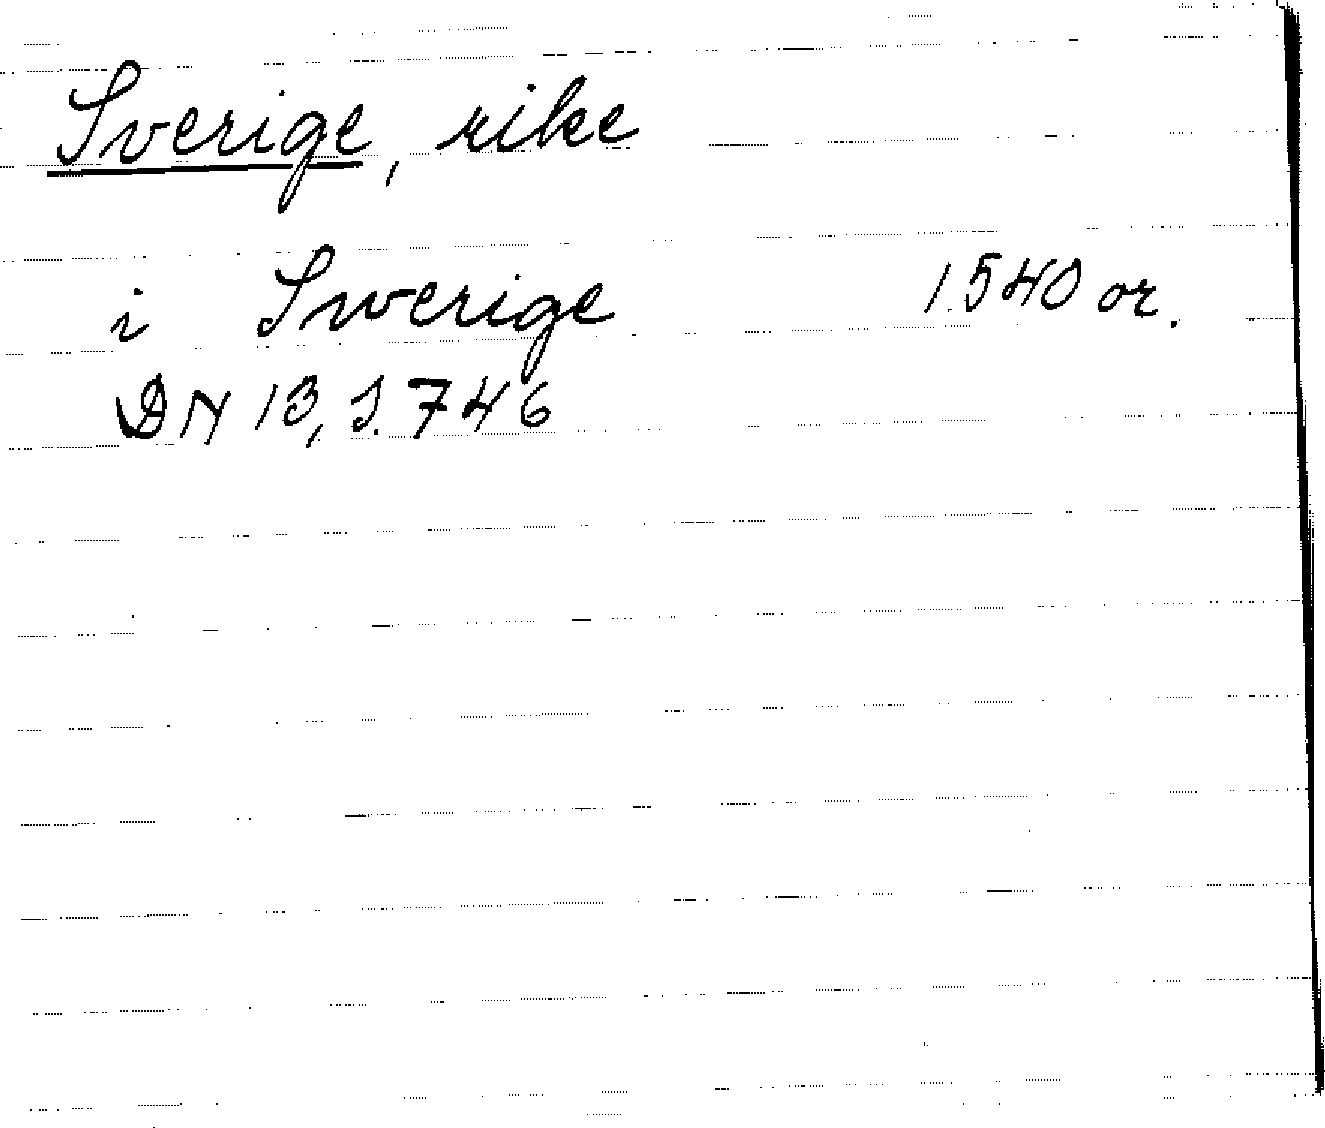 Sverige, rike
i Swerige 1540 or.
DN 13, s. 746